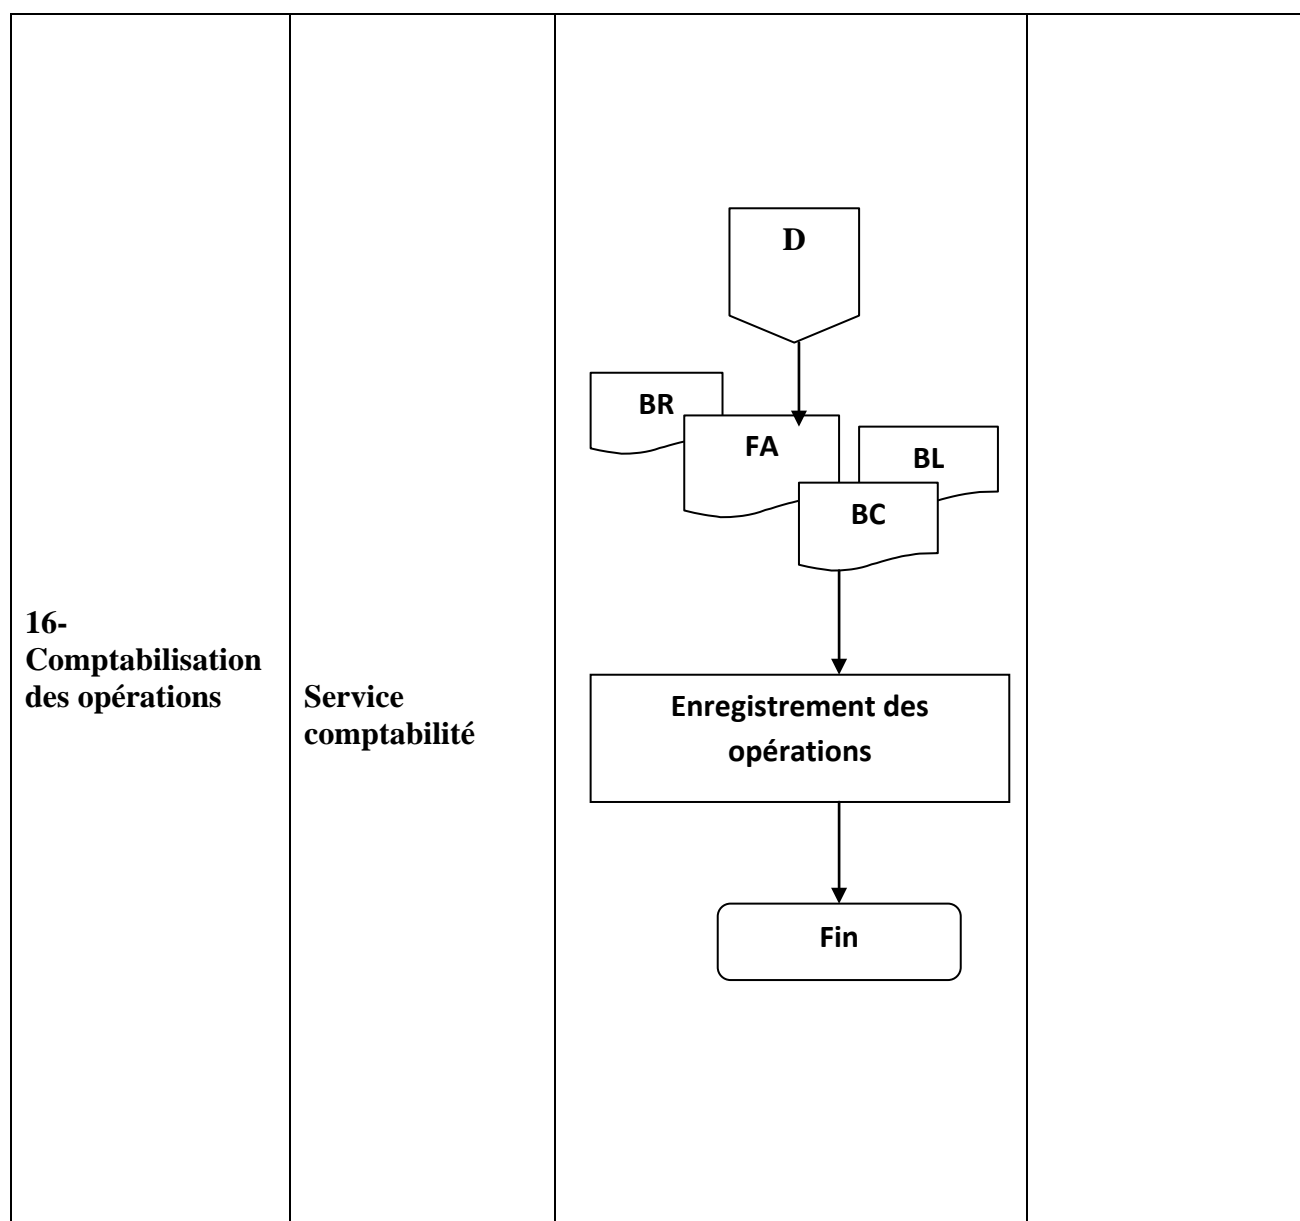 16-
Comptabilisation
des opérations
Service
comptabilité
D
BR
FA
BL
BC
Enregistrement des
opérations
Fin